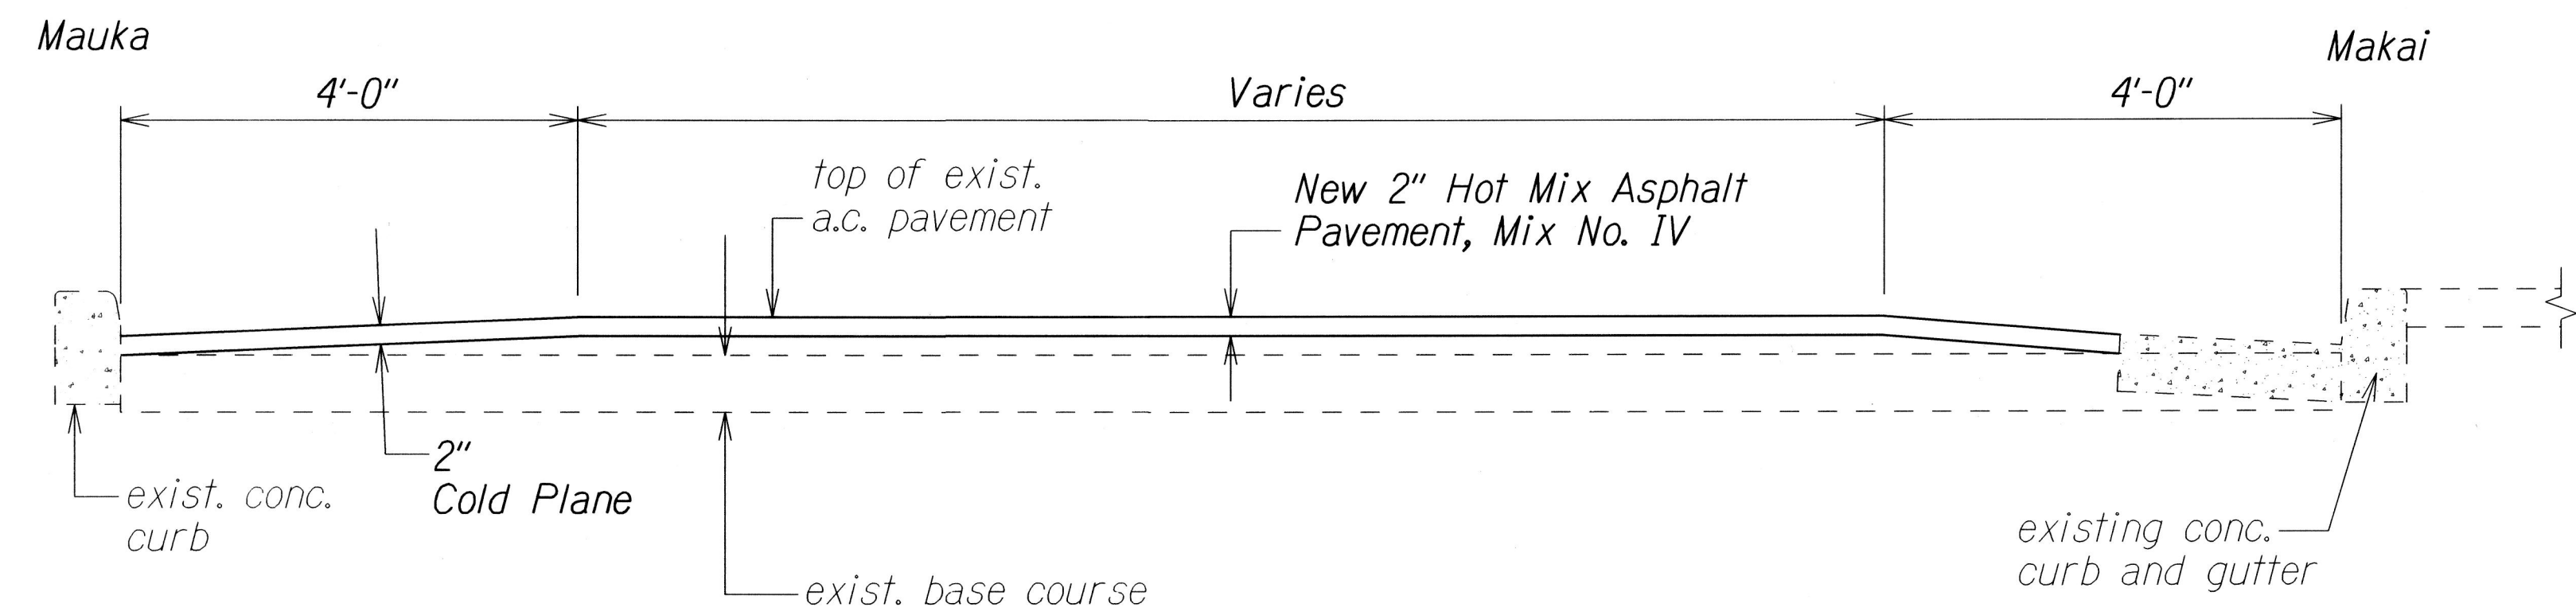 Mauka
Makai
4'-0"
Varies
4'-0"
top of exist.
a.c. pavement
New 2" Hot Mix Asphalt
Pavement, Mix No. IV
2"
Cold Plane
exist. conc.
curb
existing conc.
curb and gutter
exist. base course